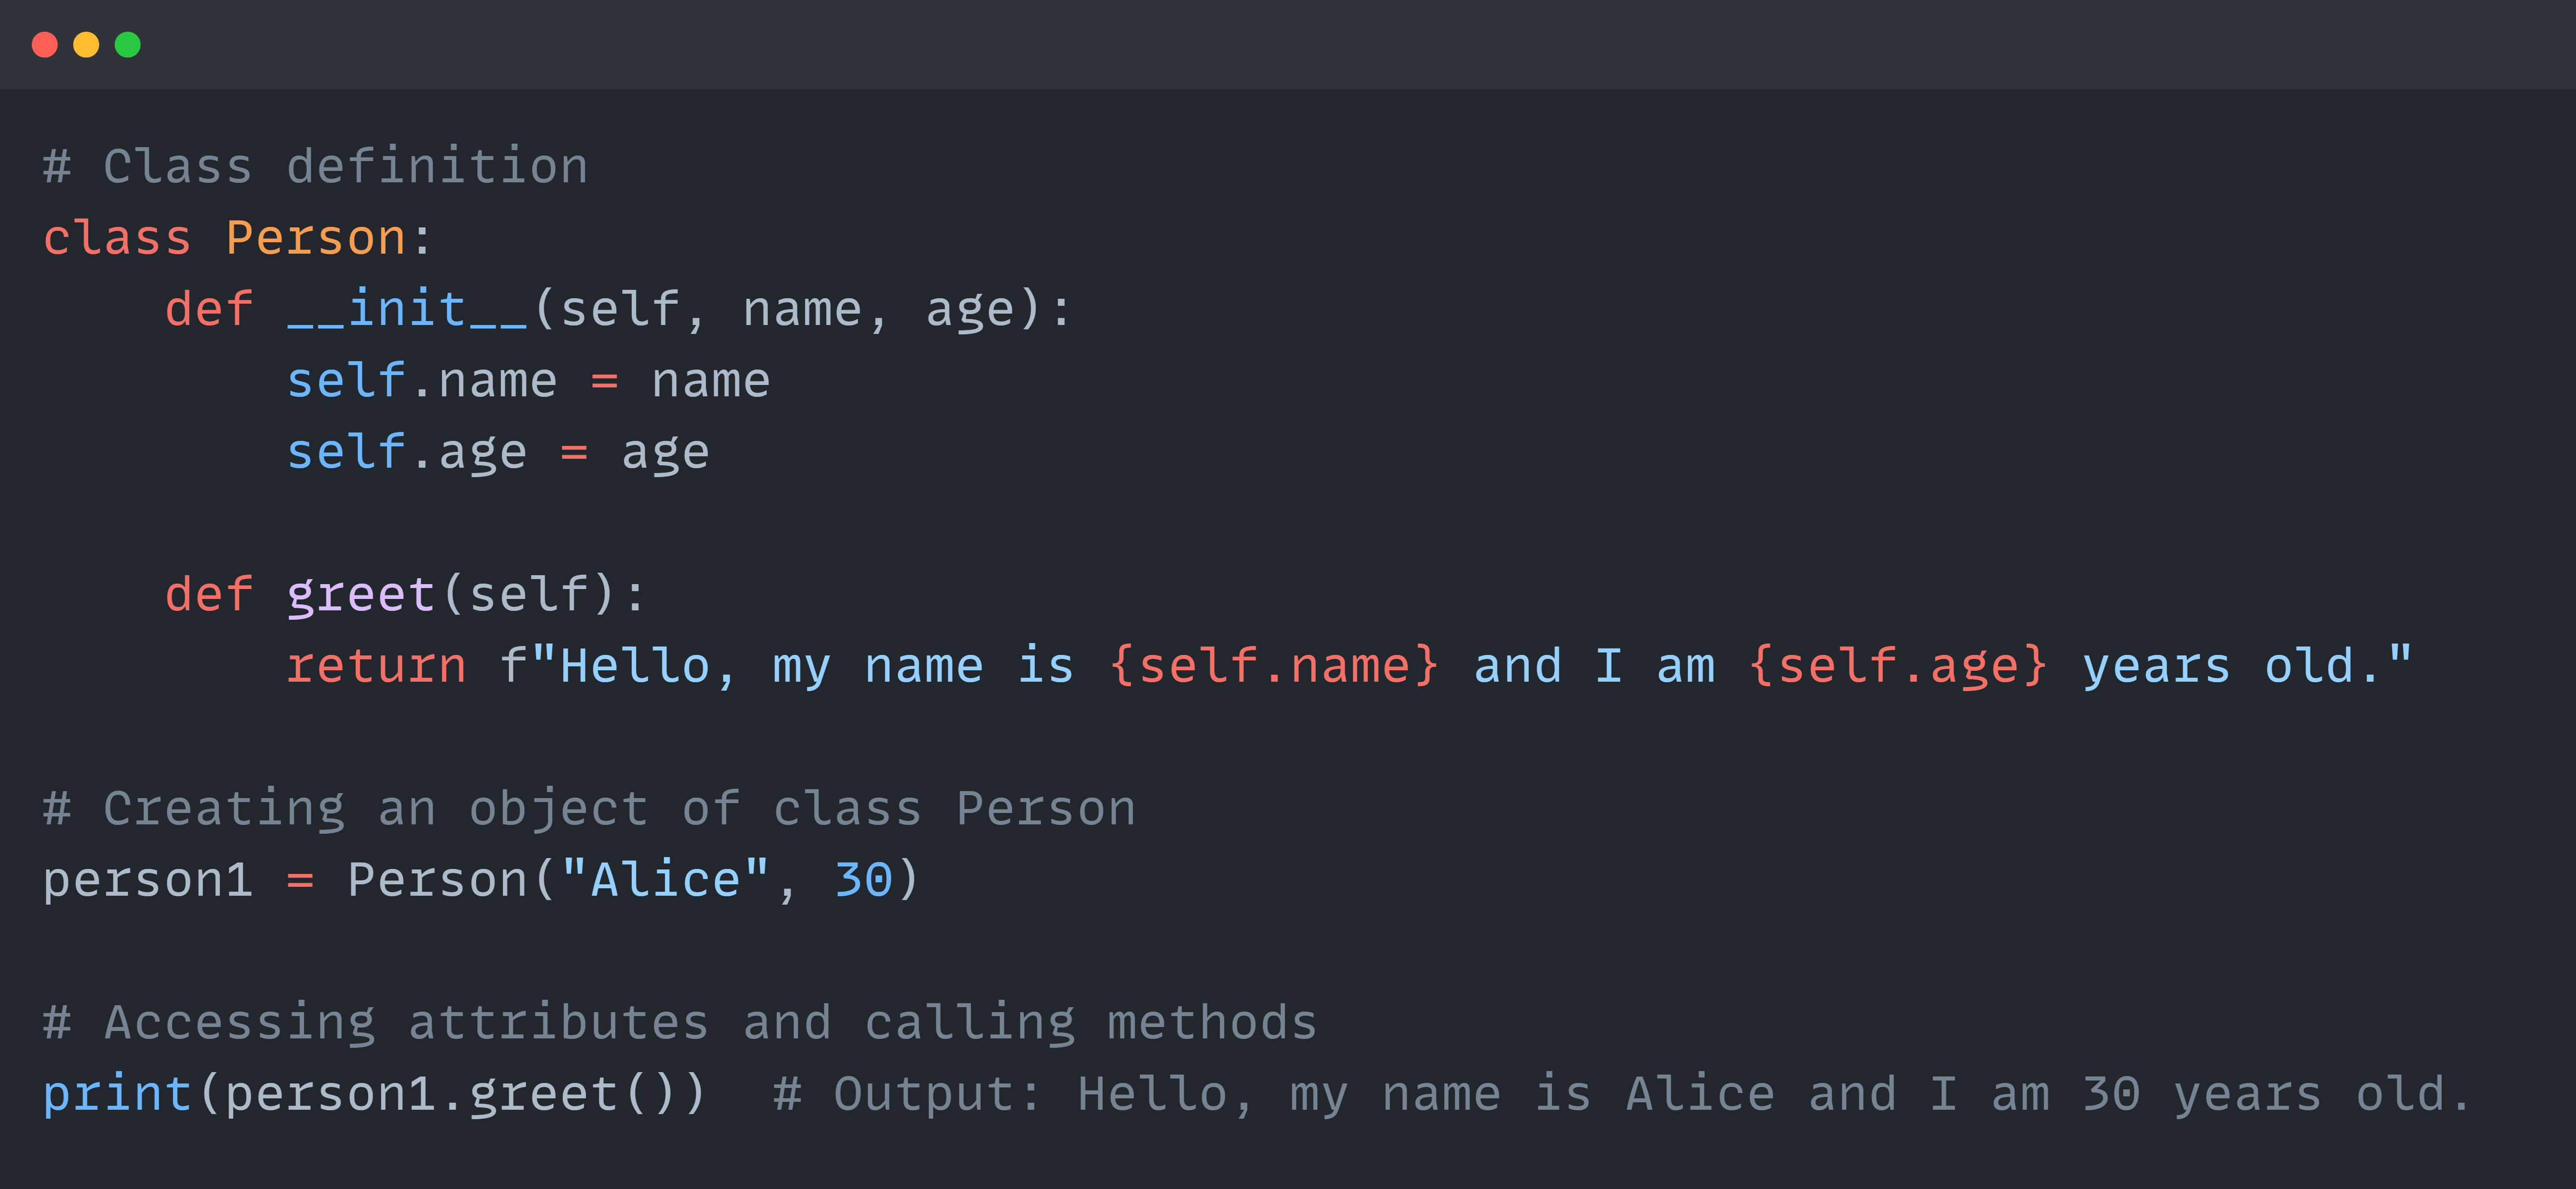 # Class definition
class Person:
    def __init__(self, name, age):
        self.name = name
        self.age = age

    def greet(self):
        return f"Hello, my name is {self.name} and I am {self.age} years old."

# Creating an object of class Person
person1 = Person("Alice", 30)

# Accessing attributes and calling methods
print(person1.greet())  # Output: Hello, my name is Alice and I am 30 years old.